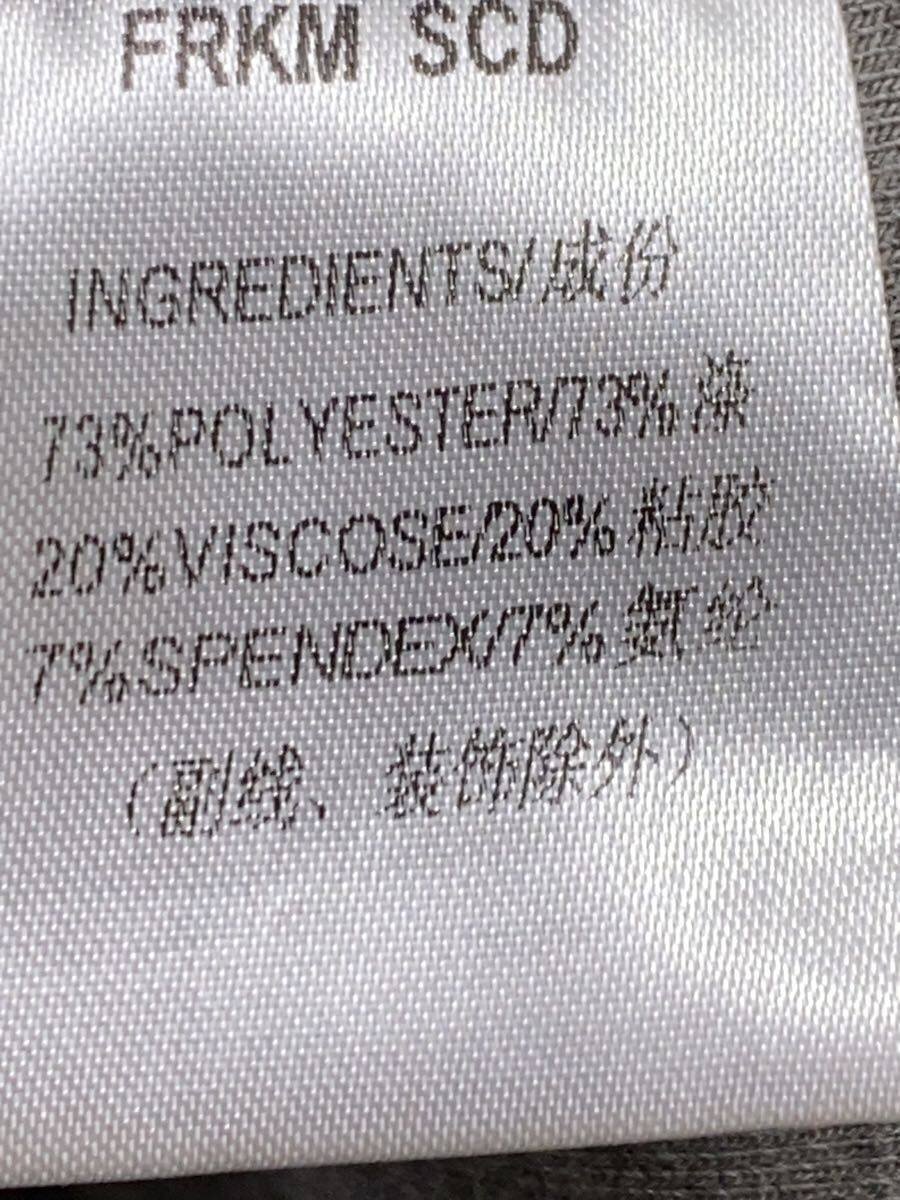 FRKM SCD
INGREDIENTS/成份
73%POLYESTER/73%涤
20%VISCOSE/20%粘胶
7%SPENDEX/7%氨纶
(副线、装饰除外)